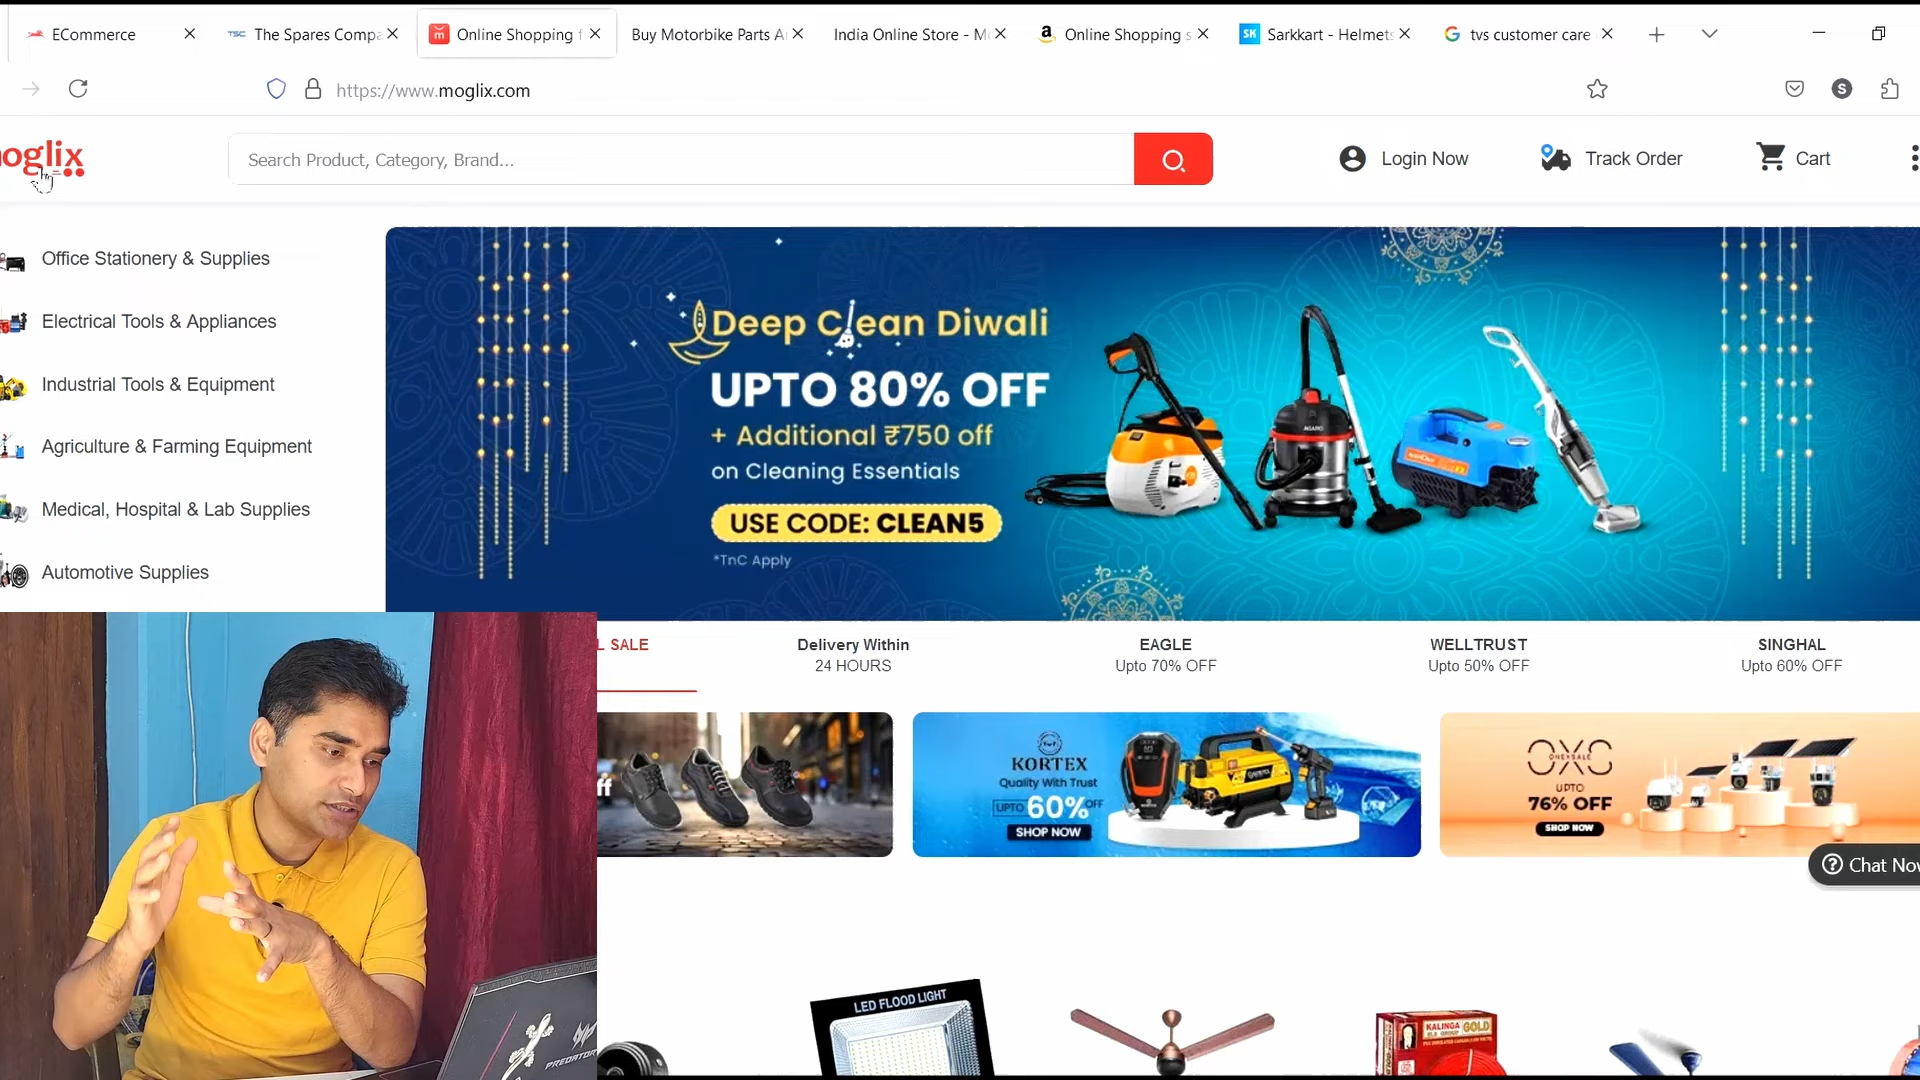 ECommerce
TSC The Spares Compa
Online Shopping f
Buy Motorbike Parts A
India Online Store - M
Online Shopping s
SK Sarkkart - Helmets
tvs customer care
S
https://www.moglix.com
moglix
Search Product, Category, Brand...
Login Now
Track Order
Cart
Office Stationery & Supplies
Electrical Tools & Appliances
Industrial Tools & Equipment
Agriculture & Farming Equipment
Medical, Hospital & Lab Supplies
Automotive Supplies
Deep Clean Diwali
UPTO 80% OFF
+ Additional ₹750 off
on Cleaning Essentials
USE CODE: CLEAN5
*TnC Apply
AGARO
L SALE
Delivery Within
24 HOURS
EAGLE
Upto 70% OFF
WELLTRUST
Upto 50% OFF
SINGHAL
Upto 60% OFF
ff
KORTEX
Quality With Trust
UPTO 60% OFF
SHOP NOW
OXO
ONEXSALE
UPTO
76% OFF
SHOP NOW
Chat Now
LED FLOOD LIGHT
KALINGA
GOLD
PREDATOR